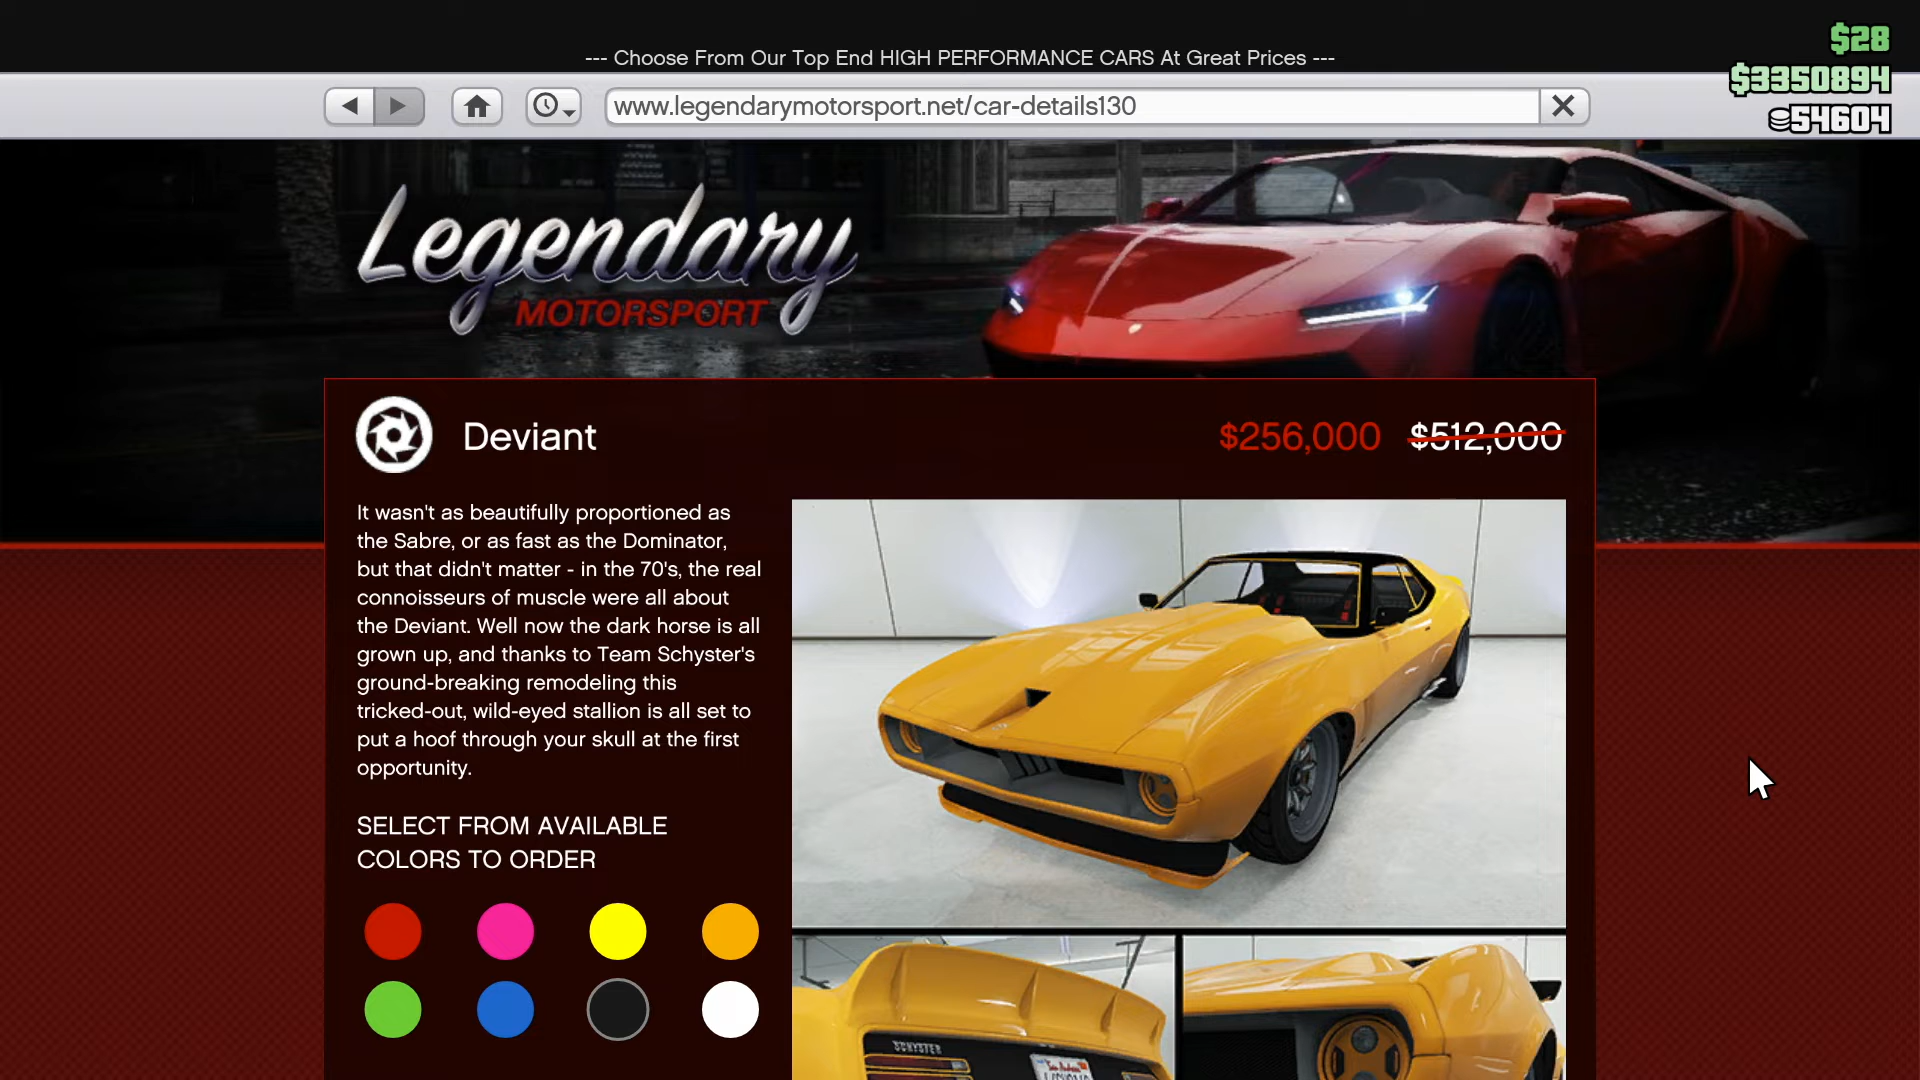 $28
--- Choose From Our Top End HIGH PERFORMANCE CARS At Great Prices ---
$3350894
www.legendarymotorsport.net/car-details130
54604
Legendary
MOTORSPORT
Deviant
$256,000 $512,000
It wasn't as beautifully proportioned as
the Sabre, or as fast as the Dominator,
but that didn't matter - in the 70's, the real
connoisseurs of muscle were all about
the Deviant. Well now the dark horse is all
grown up, and thanks to Team Schyster's
ground-breaking remodeling this
tricked-out, wild-eyed stallion is all set to
put a hoof through your skull at the first
opportunity.
SELECT FROM AVAILABLE
COLORS TO ORDER
SCHYSTER